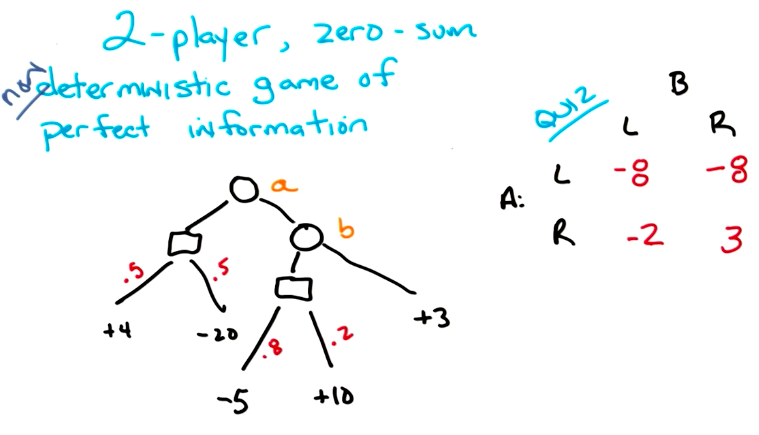 2-player, zero-sum
non deterministic game of
perfect information
QUIZ
B
L R
A: L -8 -8
R -2 3
a
b
.5 .5
+4 -20
.8 .2
+3
-5 +10